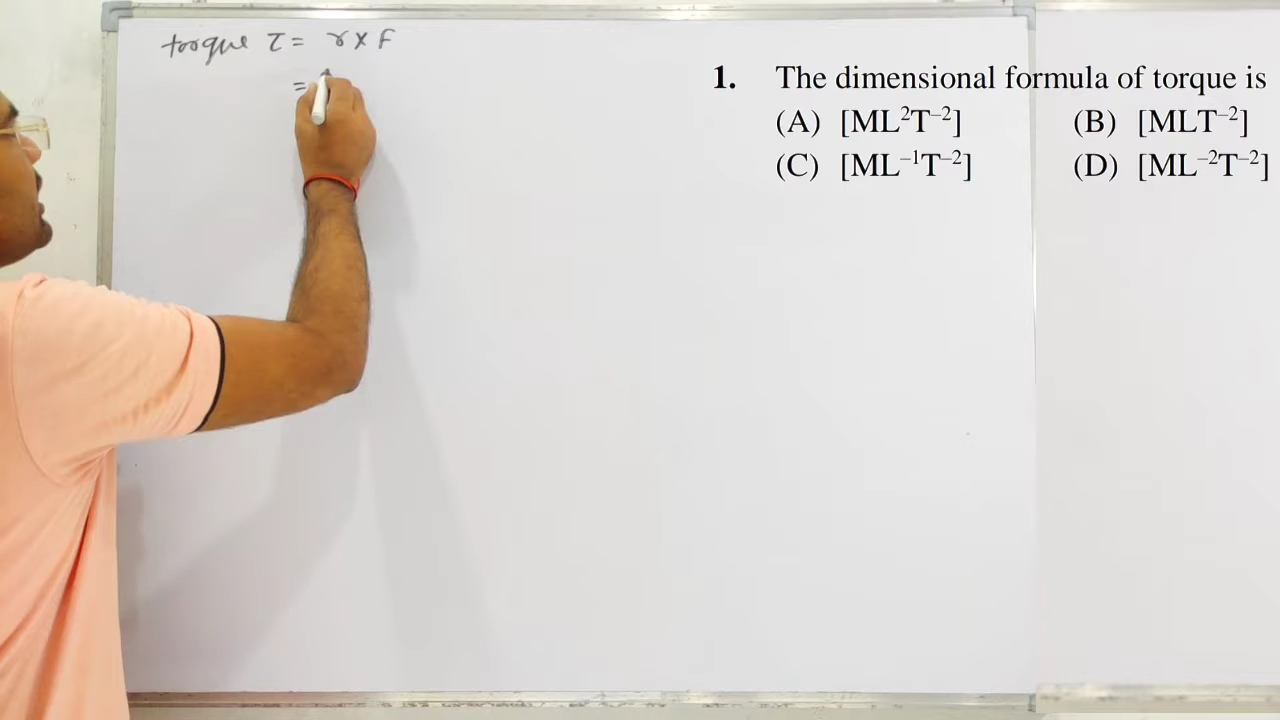 torque τ = r × F
=
1. The dimensional formula of torque is
(A) [ML²T⁻²] (B) [MLT⁻²]
(C) [ML⁻¹T⁻²] (D) [ML⁻²T⁻²]